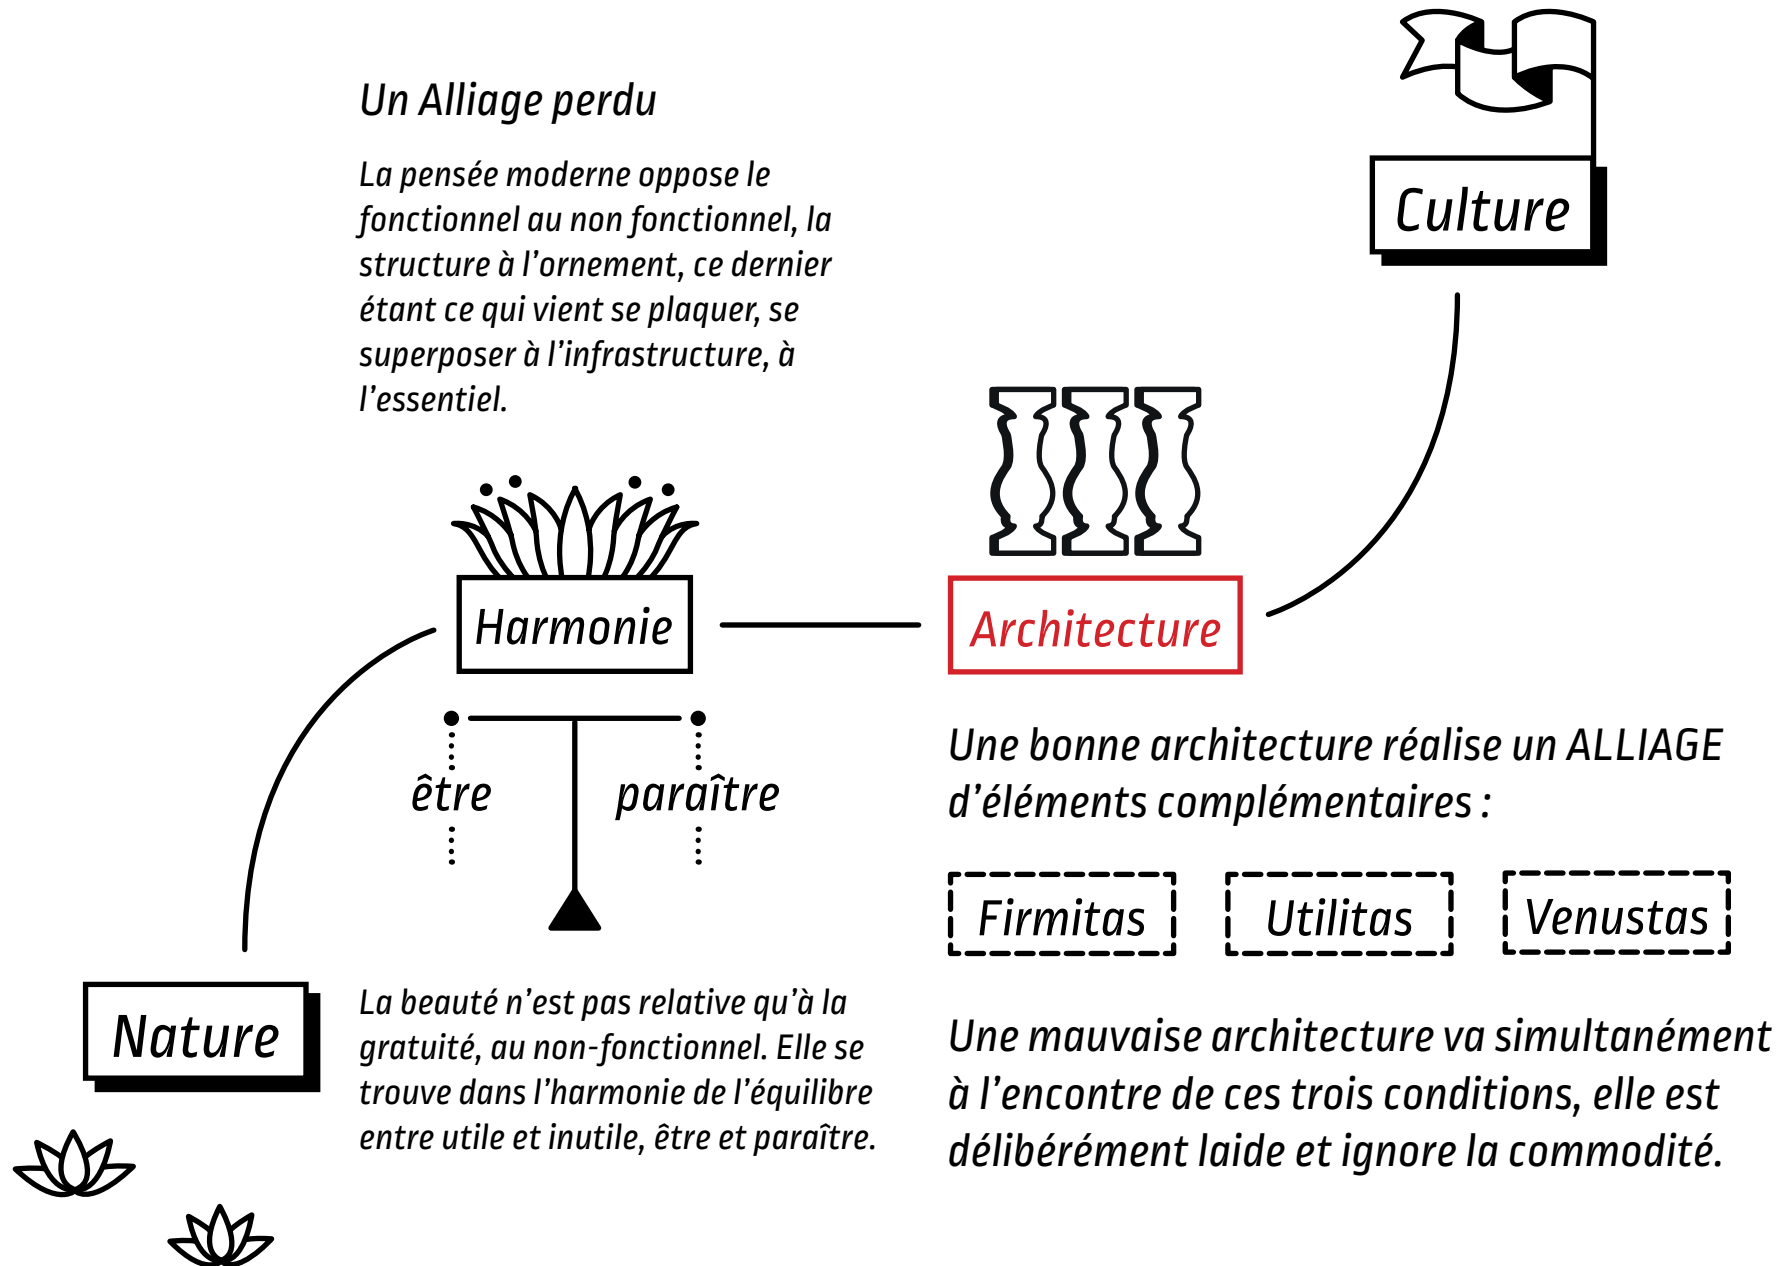 Un Alliage perdu
La pensée moderne oppose le
fonctionnel au non fonctionnel, la
structure à l’ornement, ce dernier
étant ce qui vient se plaquer, se
superposer à l’infrastructure, à
l’essentiel.
Culture
Harmonie
Architecture
être
paraître
Nature
La beauté n’est pas relative qu’à la
gratuité, au non-fonctionnel. Elle se
trouve dans l’harmonie de l’équilibre
entre utile et inutile, être et paraître.
Une bonne architecture réalise un ALLIAGE
d’éléments complémentaires :
Firmitas
Utilitas
Venustas
Une mauvaise architecture va simultanément
à l’encontre de ces trois conditions, elle est
délibérément laide et ignore la commodité.